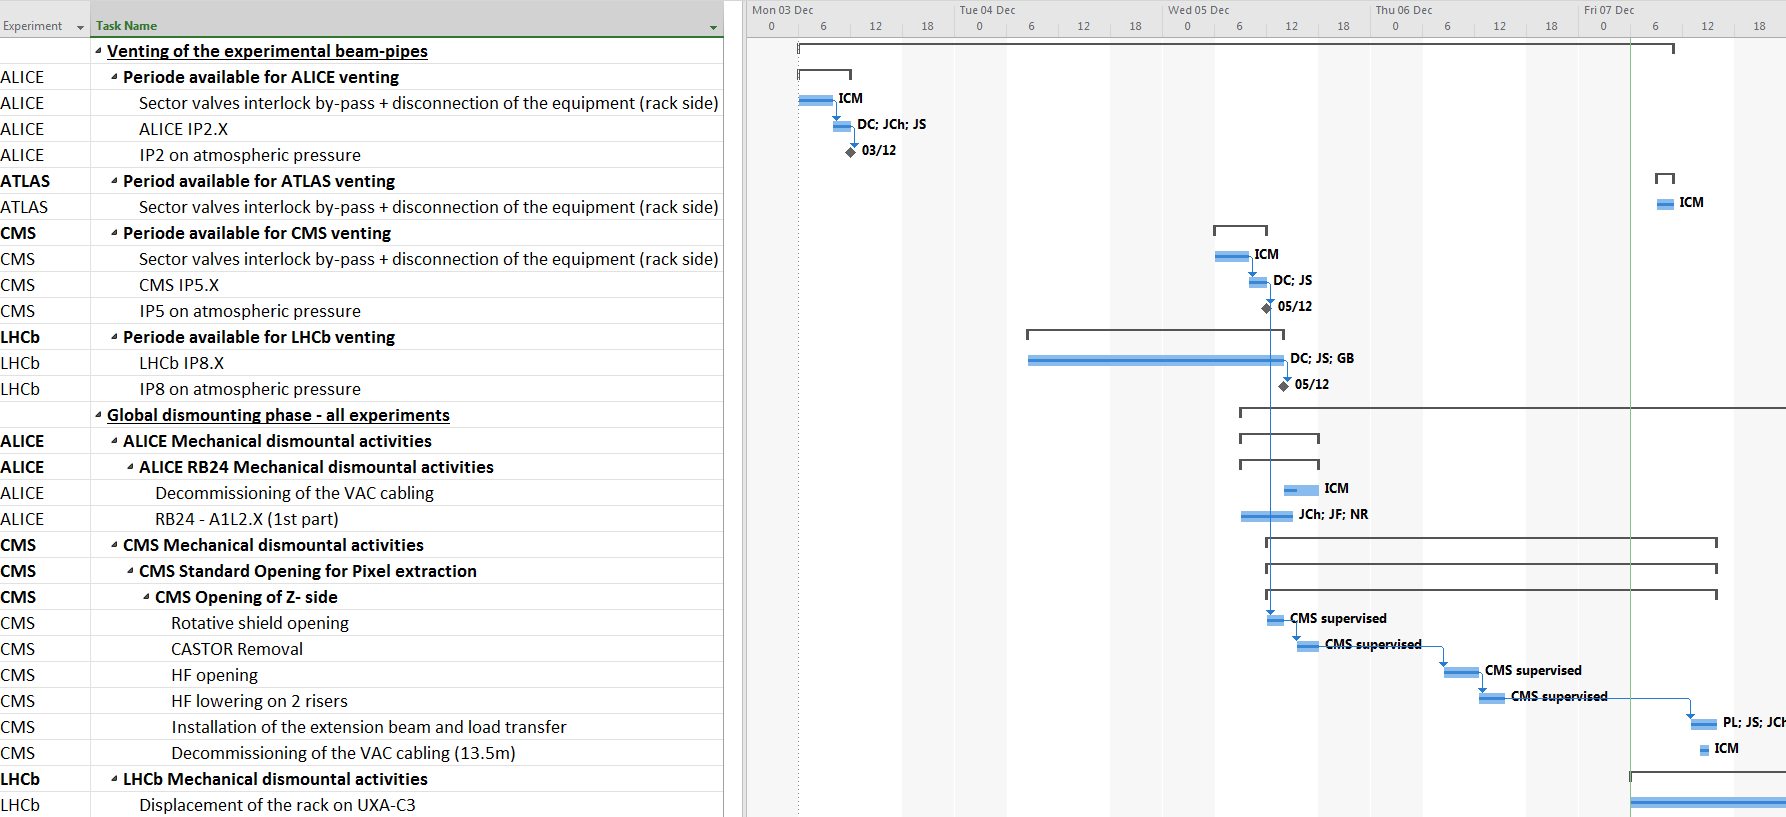 Mon 03 Dec Tue 04 Dec Wed 05 Dec Thu 06 Dec Fri 07 Dec
Experiment Task Name 0 6 12 18 0 6 12 18 0 6 12 18 0 6 12 18 0 6 12 18
Venting of the experimental beam-pipes
ALICE Periode available for ALICE venting
ALICE Sector valves interlock by-pass + disconnection of the equipment (rack side) ICM
ALICE ALICE IP2.X DC; JCh; JS
ALICE IP2 on atmospheric pressure 03/12
ATLAS Period available for ATLAS venting
ATLAS Sector valves interlock by-pass + disconnection of the equipment (rack side) ICM
CMS Periode available for CMS venting
CMS Sector valves interlock by-pass + disconnection of the equipment (rack side) ICM
CMS CMS IP5.X DC; JS
CMS IP5 on atmospheric pressure 05/12
LHCb Periode available for LHCb venting
LHCb LHCb IP8.X DC; JS; GB
LHCb IP8 on atmospheric pressure 05/12
Global dismounting phase - all experiments
ALICE ALICE Mechanical dismountal activities
ALICE ALICE RB24 Mechanical dismountal activities
ALICE Decommissioning of the VAC cabling ICM
ALICE RB24 - A1L2.X (1st part) JCh; JF; NR
CMS CMS Mechanical dismountal activities
CMS CMS Standard Opening for Pixel extraction
CMS CMS Opening of Z- side
CMS Rotative shield opening CMS supervised
CMS CASTOR Removal CMS supervised
CMS HF opening CMS supervised
CMS HF lowering on 2 risers CMS supervised
CMS Installation of the extension beam and load transfer PL; JS; JCh
CMS Decommissioning of the VAC cabling (13.5m) ICM
LHCb LHCb Mechanical dismountal activities
LHCb Displacement of the rack on UXA-C3